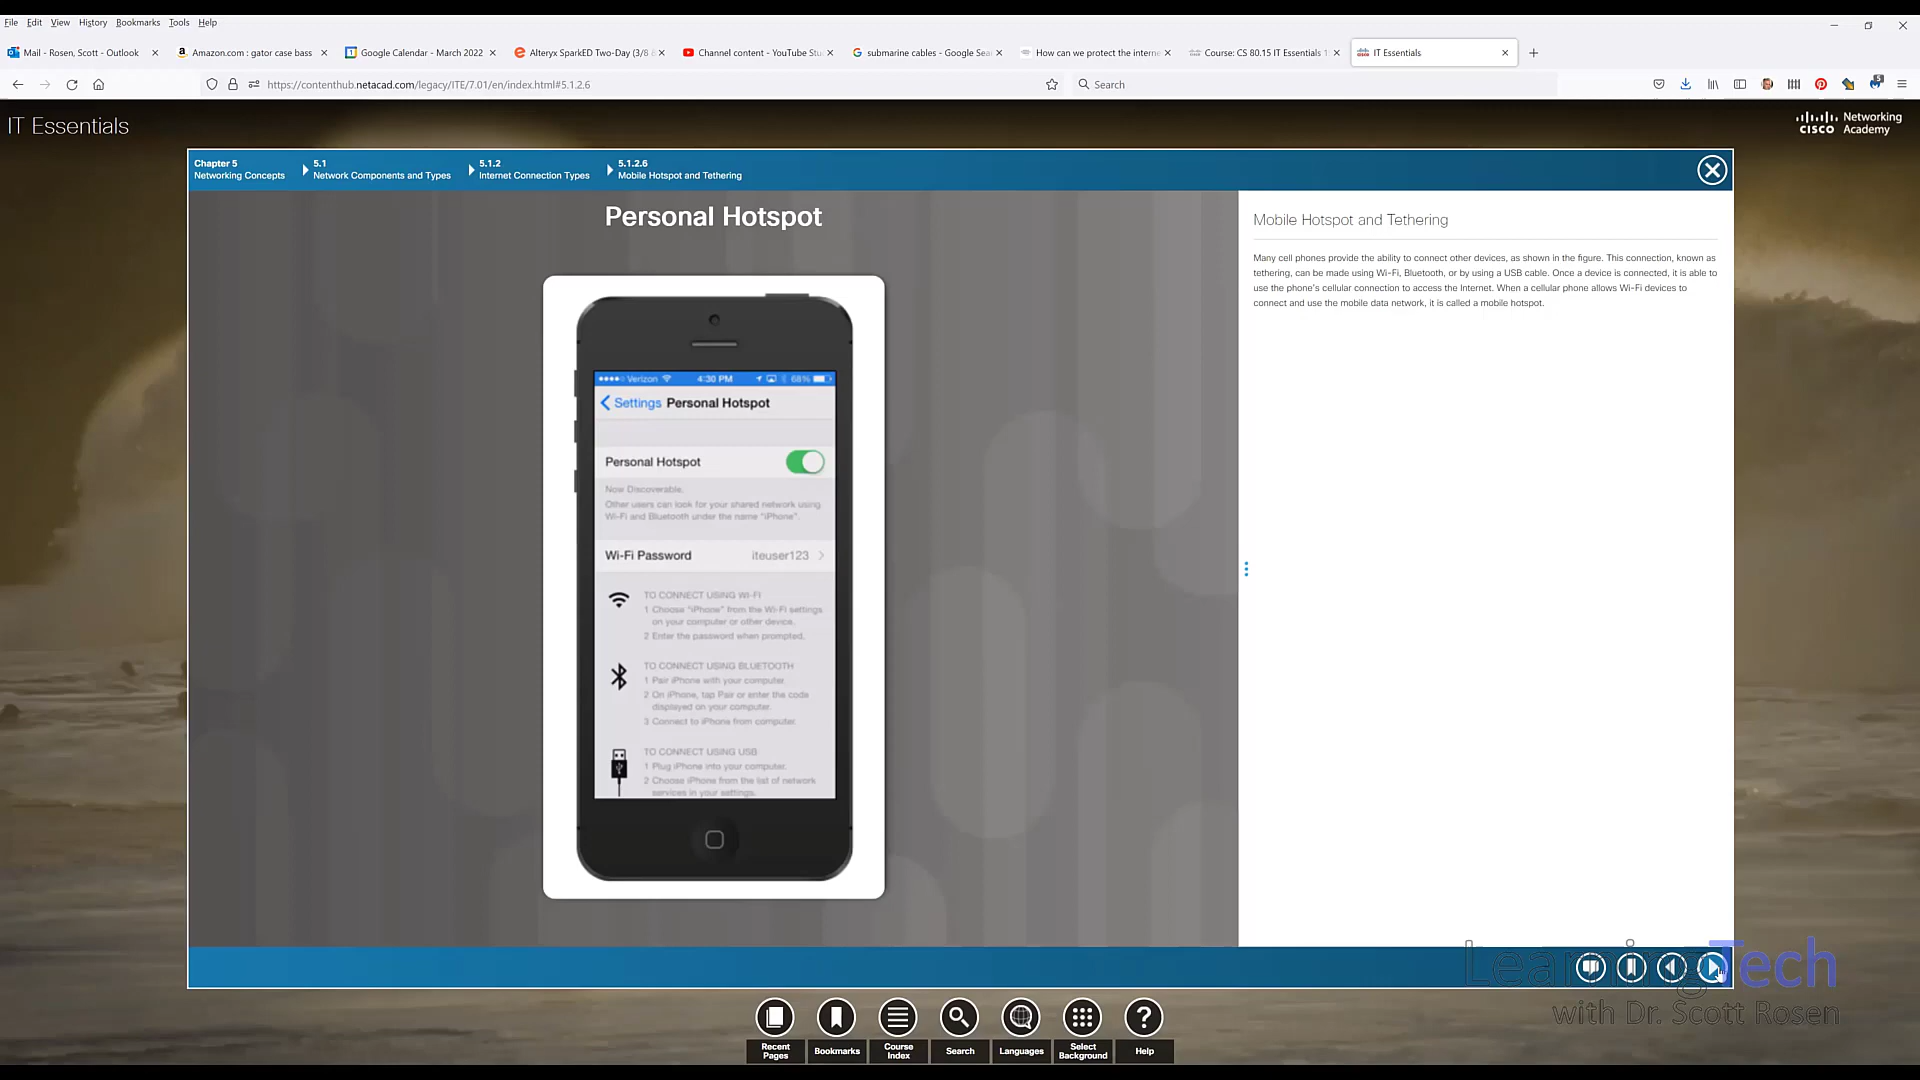 File Edit View History Bookmarks Tools Help
Mail - Rosen, Scott - Outlook
Amazon.com : gator case bass
Google Calendar - March 2022
Alteryx SparkED Two-Day (3/8 &
Channel content - YouTube Stu
submarine cables - Google Sea
How can we protect the interne
Course: CS 80.15 IT Essentials
IT Essentials
https://contenthub.netacad.com/legacy/ITE/7.01/en/index.html#5.1.2.6
Search
5
IT Essentials
CISCO Networking Academy
Chapter 5
Networking Concepts
5.1
Network Components and Types
5.1.2
Internet Connection Types
5.1.2.6
Mobile Hotspot and Tethering
Personal Hotspot
Verizon 4:30 PM 68%
Settings Personal Hotspot
Personal Hotspot
Now Discoverable.
Other users can look for your shared network using
Wi-Fi and Bluetooth under the name "iPhone".
Wi-Fi Password iteuser123
TO CONNECT USING WI-FI
1 Choose "iPhone" from the Wi-Fi settings
on your computer or other device.
2 Enter the password when prompted.
TO CONNECT USING BLUETOOTH
1 Pair iPhone with your computer.
2 On iPhone, tap Pair or enter the code
displayed on your computer.
3 Connect to iPhone from computer.
TO CONNECT USING USB
1 Plug iPhone into your computer.
2 Choose iPhone from the list of network
services in your settings.
Mobile Hotspot and Tethering
Many cell phones provide the ability to connect other devices, as shown in the figure. This connection, known as
tethering, can be made using Wi-Fi, Bluetooth, or by using a USB cable. Once a device is connected, it is able to
use the phone's cellular connection to access the Internet. When a cellular phone allows Wi-Fi devices to
connect and use the mobile data network, it is called a mobile hotspot.
Learning Tech
with Dr. Scott Rosen
Recent Pages
Bookmarks
Course Index
Search
Languages
Select Background
Help